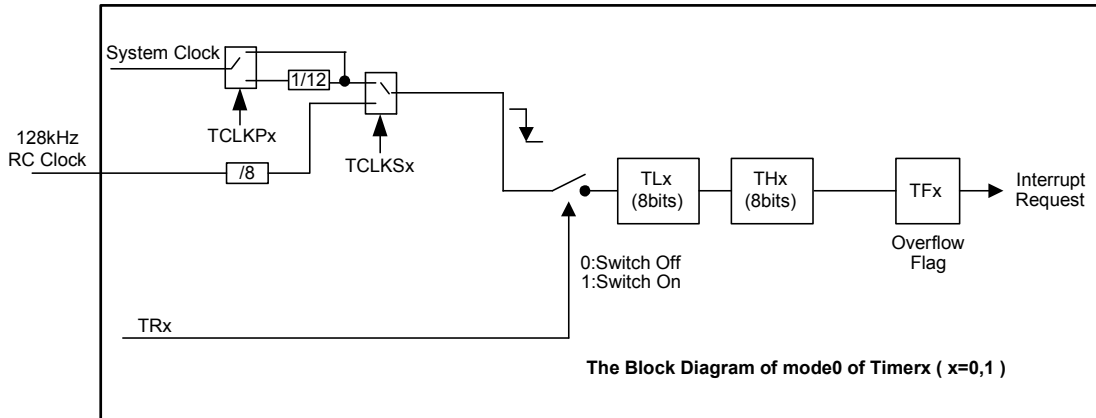 System Clock
1/12
TCLKPx
128kHz
RC Clock
/8
TCLKSx
TLx
(8bits)
THx
(8bits)
TFx
Interrupt
Request
Overflow
Flag
0:Switch Off
1:Switch On
TRx
The Block Diagram of mode0 of Timerx ( x=0,1 )